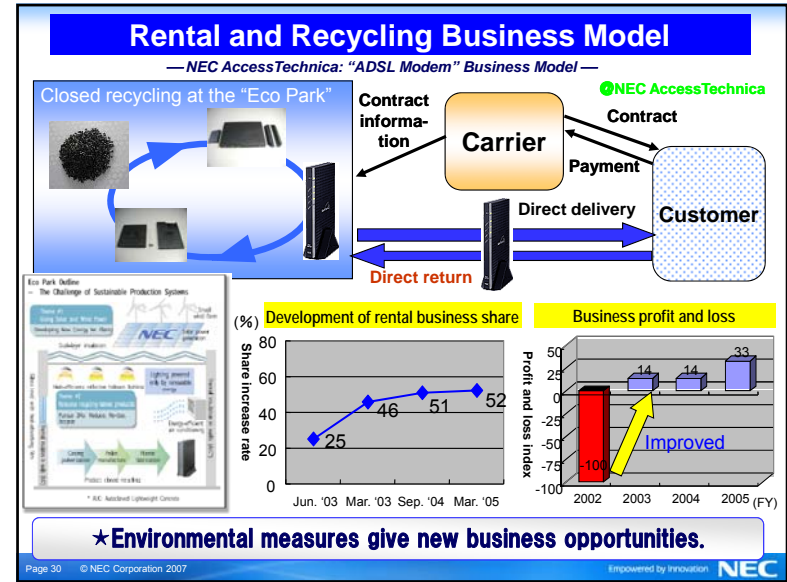 Rental and Recycling Business Model
— NEC AccessTechnica: “ADSL Modem” Business Model —
@NEC AccessTechnica
Closed recycling at the “Eco Park”
Contract
informa-
tion
Carrier
Contract
Payment
Customer
Direct delivery
Direct return
Eco Park Outline
– The Challenge of Sustainable Production Systems
NEC
(%)
Development of rental business share
Share increase rate
80
60
40
20
0
25
46
51
52
Jun. ‘03 Mar. ‘03 Sep. ‘04 Mar. ‘05
Business profit and loss
Profit and loss index
50
25
0
-25
-50
-75
-100
-100
14
14
33
Improved
2002 2003 2004 2005 (FY)
★Environmental measures give new business opportunities.
Page 30 © NEC Corporation 2007
Empowered by Innovation NEC